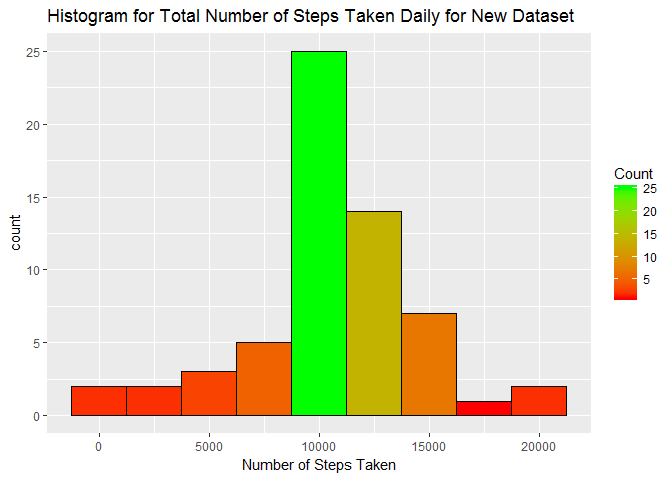 Histogram for Total Number of Steps Taken Daily for New Dataset
25
20
15
10
5
0
count
0 5000 10000 15000 20000
Number of Steps Taken
Count
25
20
15
10
5